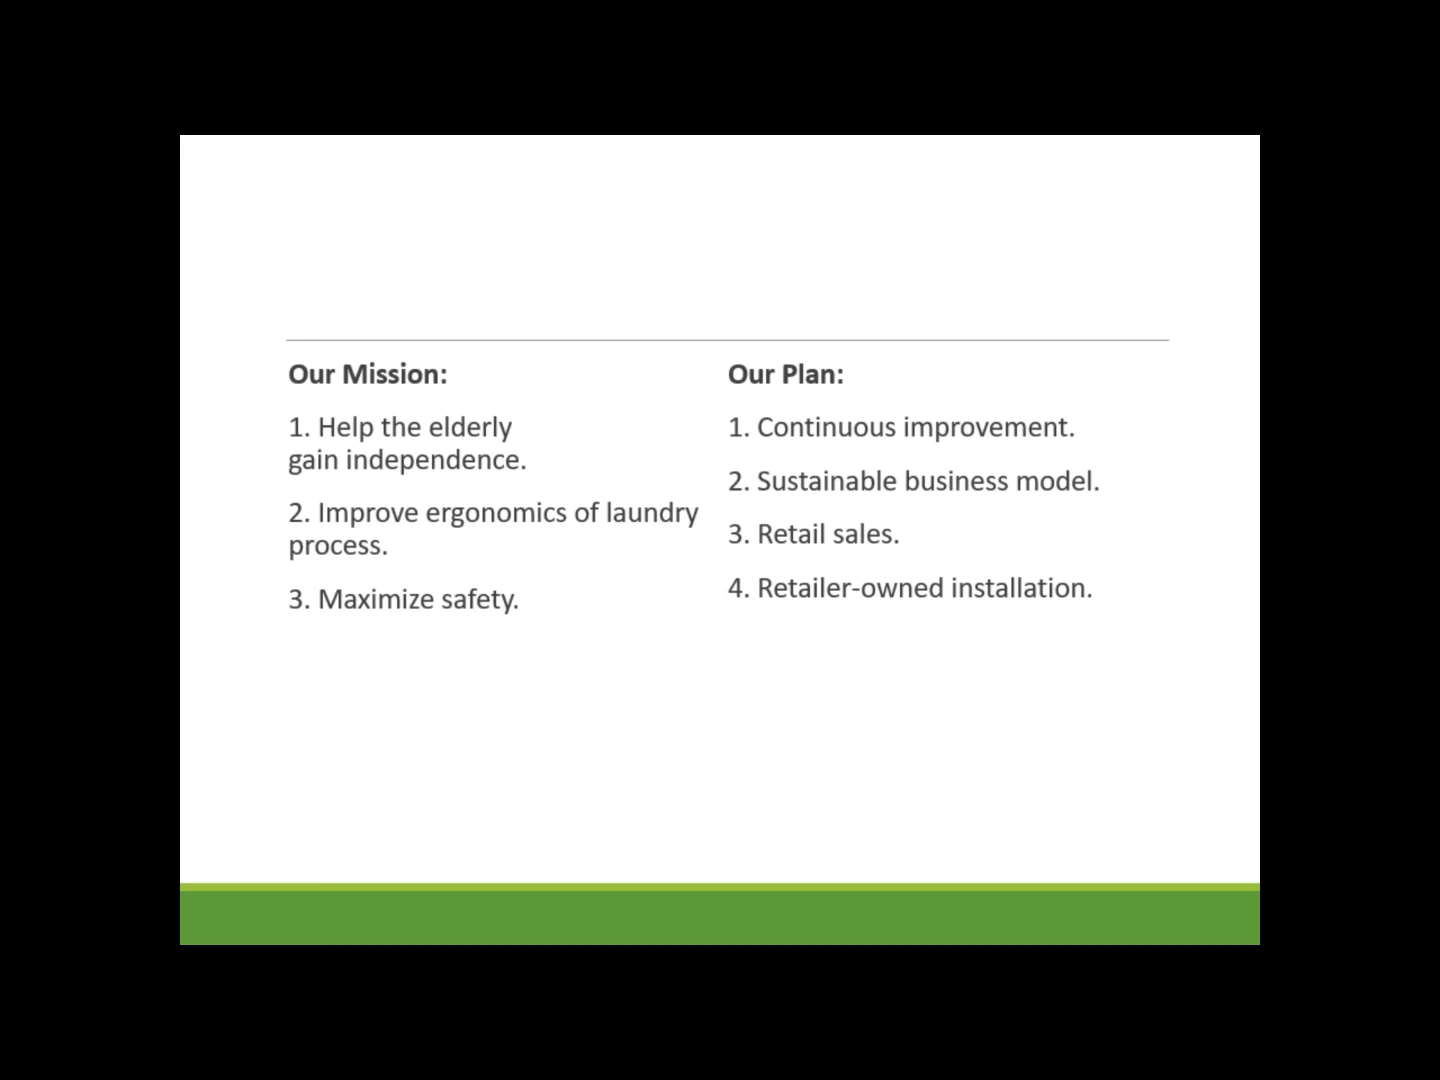 Our Mission:
1. Help the elderly
gain independence.
2. Improve ergonomics of laundry
process.
3. Maximize safety.
Our Plan:
1. Continuous improvement.
2. Sustainable business model.
3. Retail sales.
4. Retailer-owned installation.